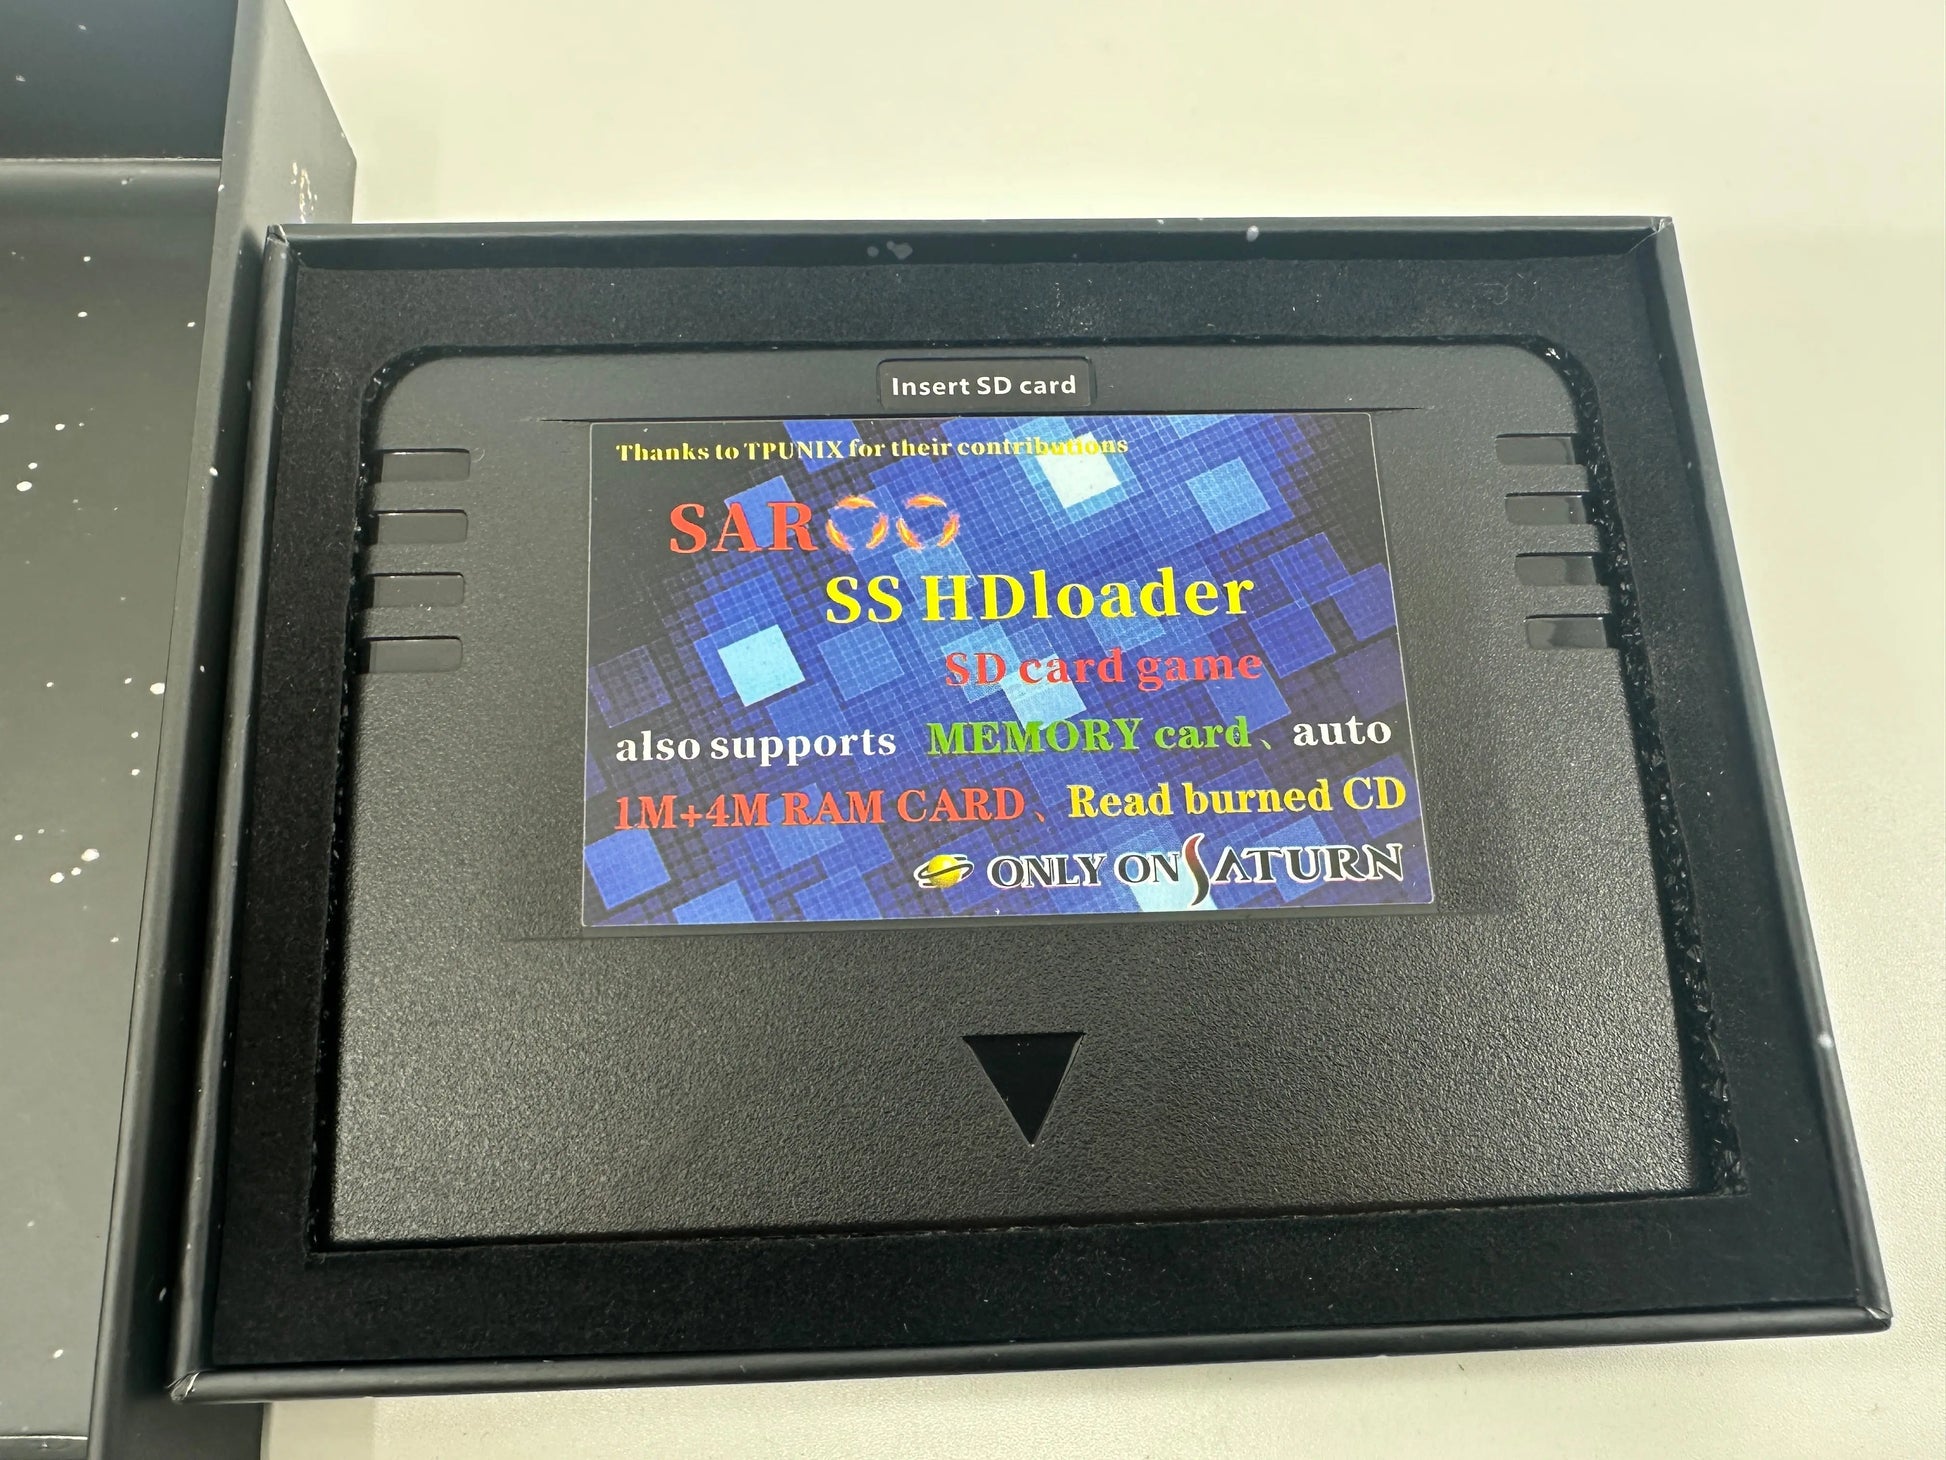 Insert SD card
Thanks to TPUNIX for their contributions
SAROO
SS HDloader
SD card game
also supports MEMORY card、auto
1M+4M RAM CARD、Read burned CD
ONLY ON SATURN